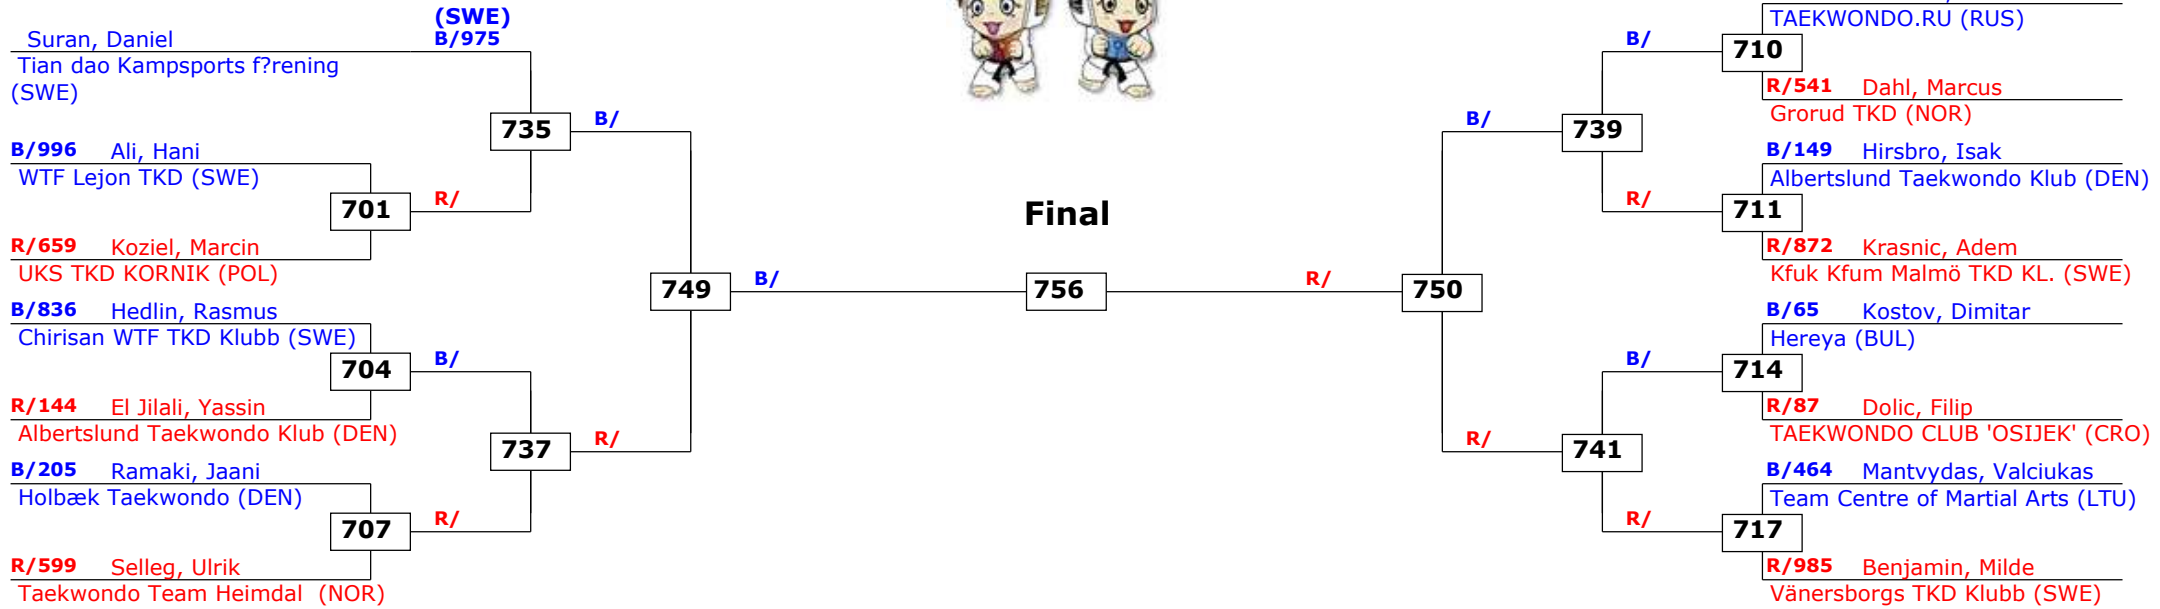 (SWE)
Suran, Daniel B/975
Tian dao Kampsports f?rening
(SWE)
735
B/
B/996 Ali, Hani
WTF Lejon TKD (SWE)
701
R/
R/659 Koziel, Marcin
UKS TKD KORNIK (POL)
749
B/
B/836 Hedlin, Rasmus
Chirisan WTF TKD Klubb (SWE)
704
B/
R/144 El Jilali, Yassin
Albertslund Taekwondo Klub (DEN)
737
R/
B/205 Ramaki, Jaani
Holbæk Taekwondo (DEN)
707
R/
R/599 Selleg, Ulrik
Taekwondo Team Heimdal (NOR)
Final
756
R/
750
TAEKWONDO.RU (RUS)
B/
710
R/541 Dahl, Marcus
Grorud TKD (NOR)
B/
739
B/149 Hirsbro, Isak
Albertslund Taekwondo Klub (DEN)
R/
711
R/872 Krasnic, Adem
Kfuk Kfum Malmö TKD KL. (SWE)
B/65 Kostov, Dimitar
Hereya (BUL)
B/
714
R/87 Dolic, Filip
TAEKWONDO CLUB 'OSIJEK' (CRO)
R/
741
B/464 Mantvydas, Valciukas
Team Centre of Martial Arts (LTU)
R/
717
R/985 Benjamin, Milde
Vänersborgs TKD Klubb (SWE)